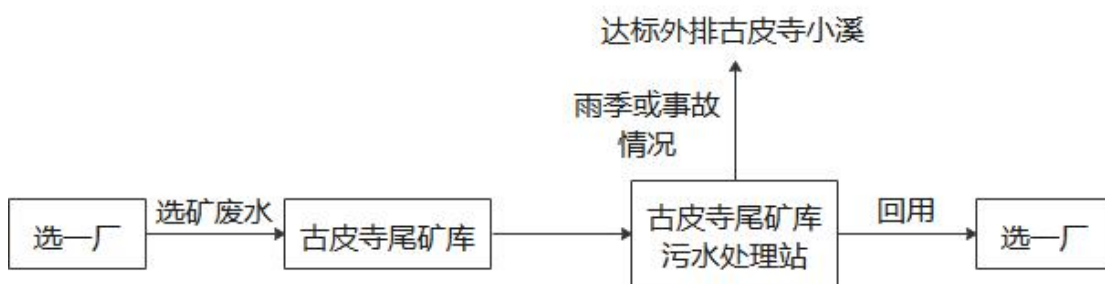 达标外排古皮寺小溪
雨季或事故
情况
选一厂
选矿废水
古皮寺尾矿库
古皮寺尾矿库
污水处理站
回用
选一厂